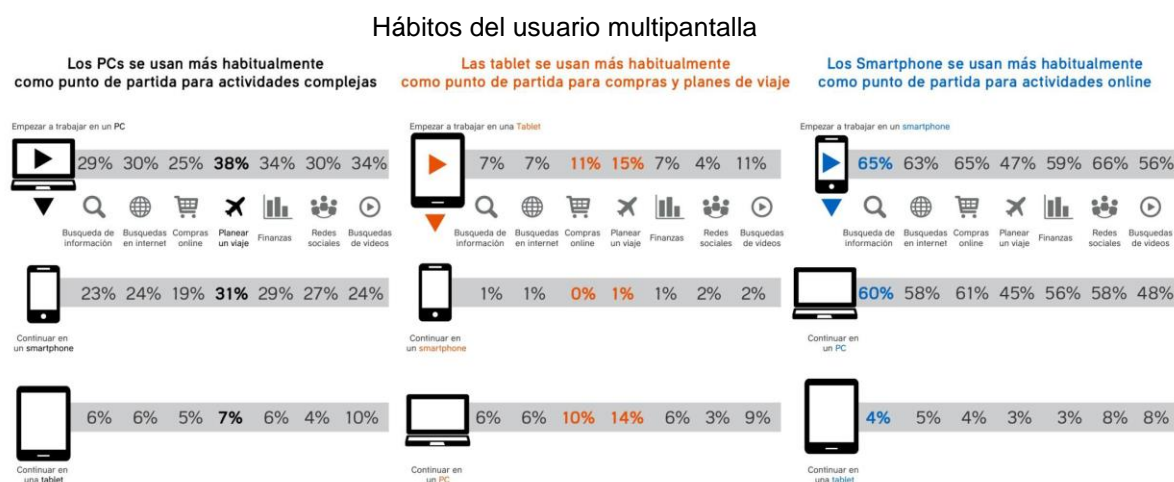 Hábitos del usuario multipantalla
Los PCs se usan más habitualmente
como punto de partida para actividades complejas
Empezar a trabajar en un PC
29% 30% 25% 38% 34% 30% 34%
Busqueda de información Busquedas en internet Compras online Planear un viaje Finanzas Redes sociales Busquedas de videos
23% 24% 19% 31% 29% 27% 24%
Continuar en
un smartphone
6% 6% 5% 7% 6% 4% 10%
Continuar en
una tablet
Las tablet se usan más habitualmente
como punto de partida para compras y planes de viaje
Empezar a trabajar en una Tablet
7% 7% 11% 15% 7% 4% 11%
Busqueda de información Busquedas en internet Compras online Planear un viaje Finanzas Redes sociales Busquedas de videos
1% 1% 0% 1% 1% 2% 2%
Continuar en
un smartphone
6% 6% 10% 14% 6% 3% 9%
Continuar en
un PC
Los Smartphone se usan más habitualmente
como punto de partida para actividades online
Empezar a trabajar en un smartphone
65% 63% 65% 47% 59% 66% 56%
Busqueda de información Busquedas en internet Compras online Planear un viaje Finanzas Redes sociales Busquedas de videos
60% 58% 61% 45% 56% 58% 48%
Continuar en
un PC
4% 5% 4% 3% 3% 8% 8%
Continuar en
una tablet